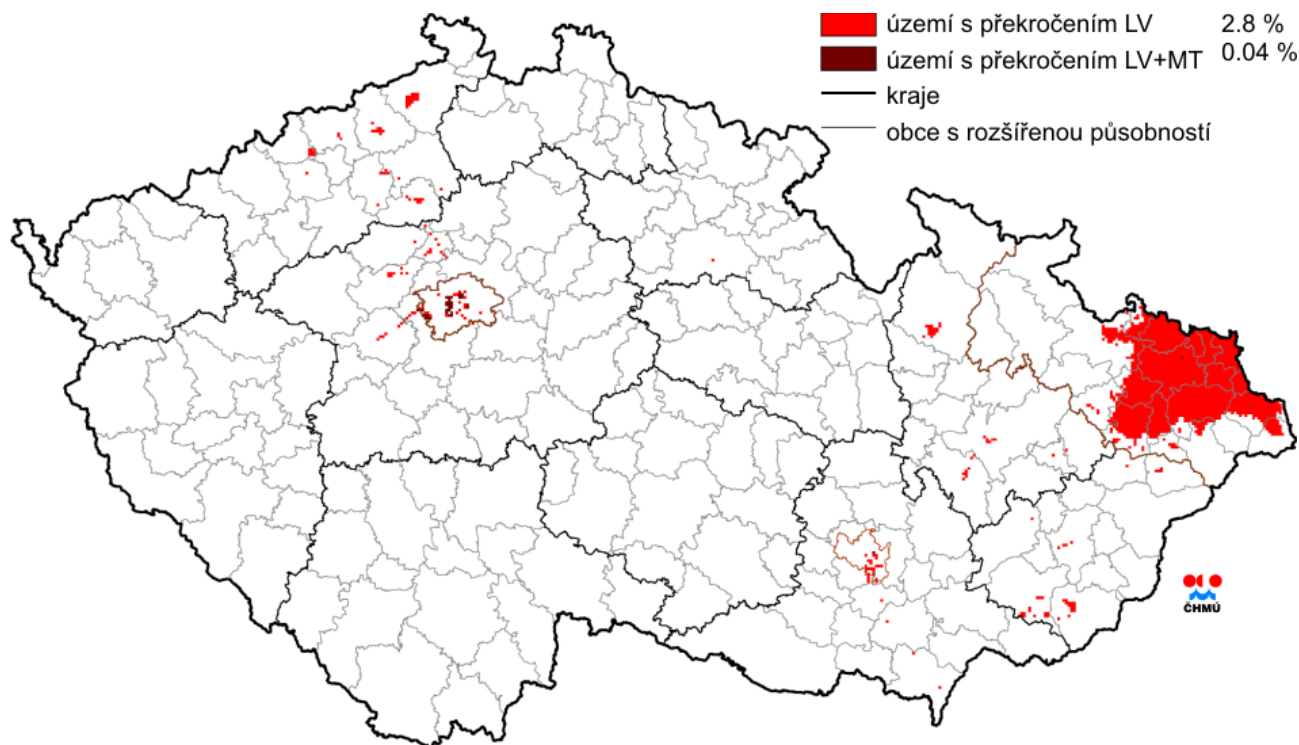 území s překročením LV 2.8 %
území s překročením LV+MT 0.04 %
kraje
obce s rozšířenou působností
ČHMÚ